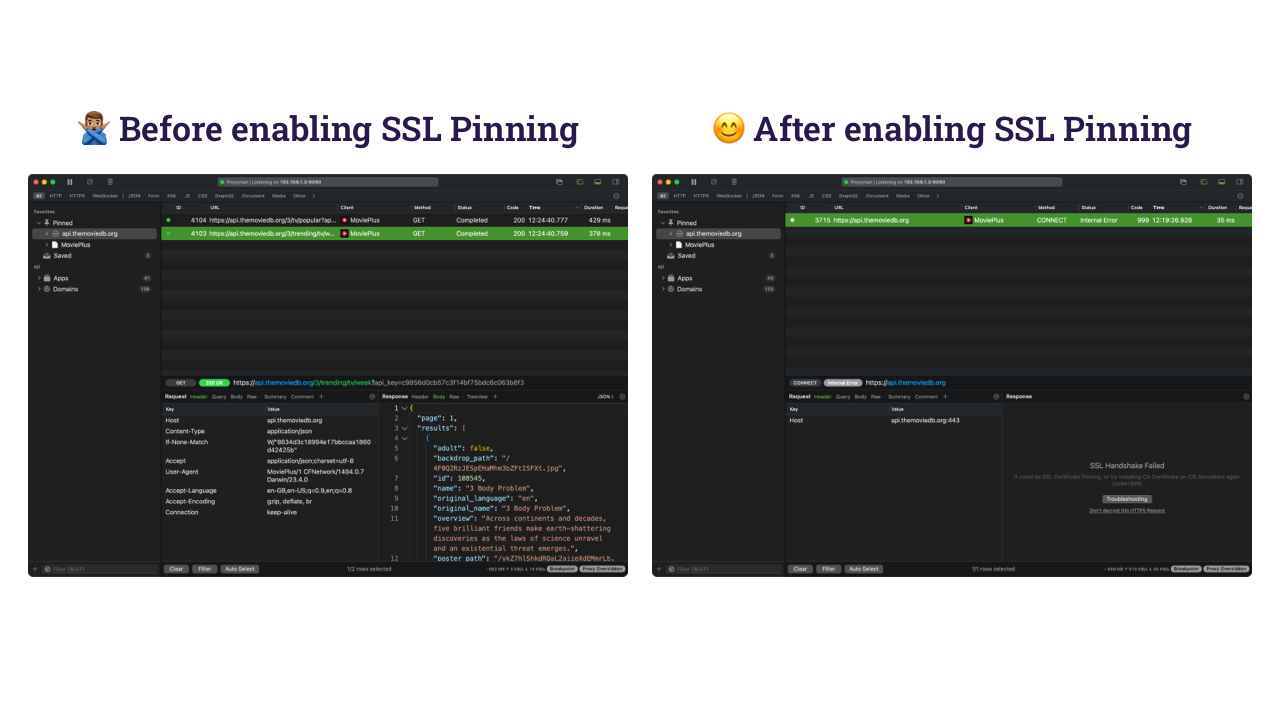 Before enabling SSL Pinning
After enabling SSL Pinning
Proxyman | Listening on 192.168.1.3:9090
All HTTP HTTPS WebSocket JSON Form XML JS CSS GraphQL Document Media Other
Favorites
Pinned
api.themoviedb.org
MoviePlus
Saved 0
All
Apps 41
Domains 136
ID URL Client Method Status Code Time Duration Reque
4104 https://api.themoviedb.org/3/tv/popular?ap... MoviePlus GET Completed 200 12:24:40.777 429 ms
4103 https://api.themoviedb.org/3/trending/tv/w... MoviePlus GET Completed 200 12:24:40.759 378 ms
GET 200 OK https://api.themoviedb.org/3/trending/tv/week?api_key=c9856d0cb57c3f14bf75bdc6c063b8f3
Request Header Query Body Raw Summary Comment +
Key Value
Host api.themoviedb.org
Content-Type application/json
If-None-Match W/"8634d3c18994e17bbccaa1860
d42425b"
Accept application/json;charset=utf-8
User-Agent MoviePlus/1 CFNetwork/1494.0.7
Darwin/23.4.0
Accept-Language en-GB,en-US;q=0.9,en;q=0.8
Accept-Encoding gzip, deflate, br
Connection keep-alive
Response Header Body Raw Treeview + JSON
1 {
2 "page": 1,
3 "results": [
4 {
5 "adult": false,
6 "backdrop_path": "/
4F0Q2RzJESpEHaMhm3bZFtISFXt.jpg",
7 "id": 108545,
8 "name": "3 Body Problem",
9 "original_language": "en",
10 "original_name": "3 Body Problem",
11 "overview": "Across continents and decades,
five brilliant friends make earth-shattering
discoveries as the laws of science unravel
and an existential threat emerges.",
12 "poster_path":
Filter (⌘⇧F) Clear Filter Auto Select 1/2 rows selected Breakpoint Proxy Overridden
Proxyman | Listening on 192.168.1.3:9090
All HTTP HTTPS WebSocket JSON Form XML JS CSS GraphQL Document Media Other
Favorites
Pinned
api.themoviedb.org
MoviePlus
Saved 0
All
Apps 40
Domains 133
ID URL Client Method Status Code Time Duration Reque
3715 https://api.themoviedb.org MoviePlus CONNECT Internal Error 999 12:19:26.928 35 ms
CONNECT Internal Error https://api.themoviedb.org
Request Header Query Body Raw Summary Comment +
Key Value
Host api.themoviedb.org:443
Response
SSL Handshake Failed
It could be SSL Certificate Pinning, or try installing CA Certificate on iOS Simulators again
(code=999)
Troubleshooting
Don't decrypt this HTTPS Request
Filter (⌘⇧F) Clear Filter Auto Select 1/1 rows selected Breakpoint Proxy Overridden